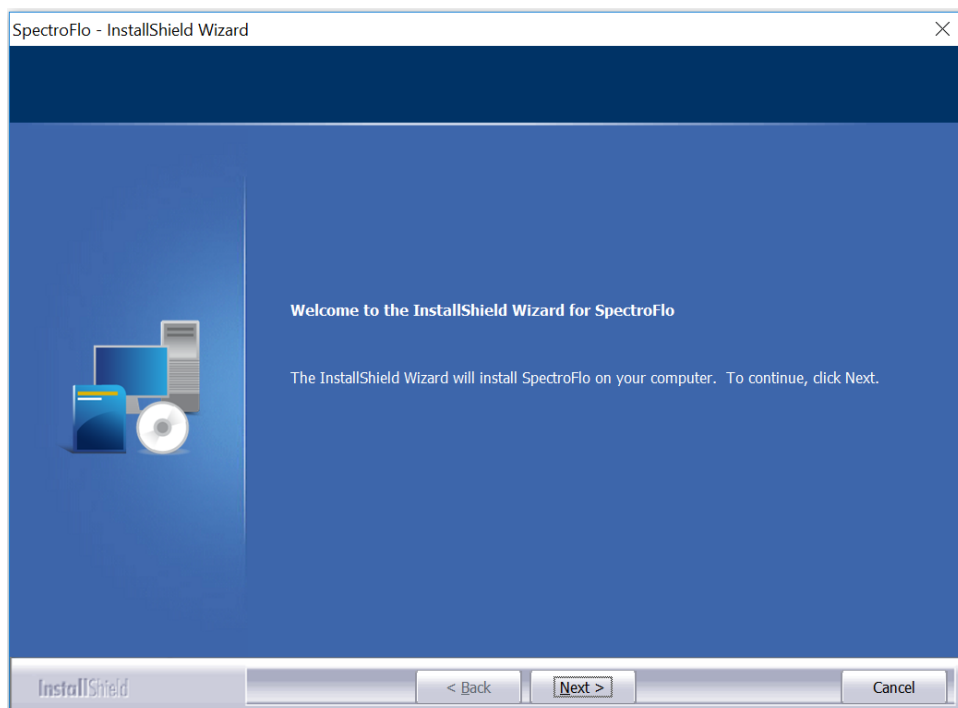 SpectroFlo - InstallShield Wizard
Welcome to the InstallShield Wizard for SpectroFlo
The InstallShield Wizard will install SpectroFlo on your computer.  To continue, click Next.
InstallShield
< Back
Next >
Cancel